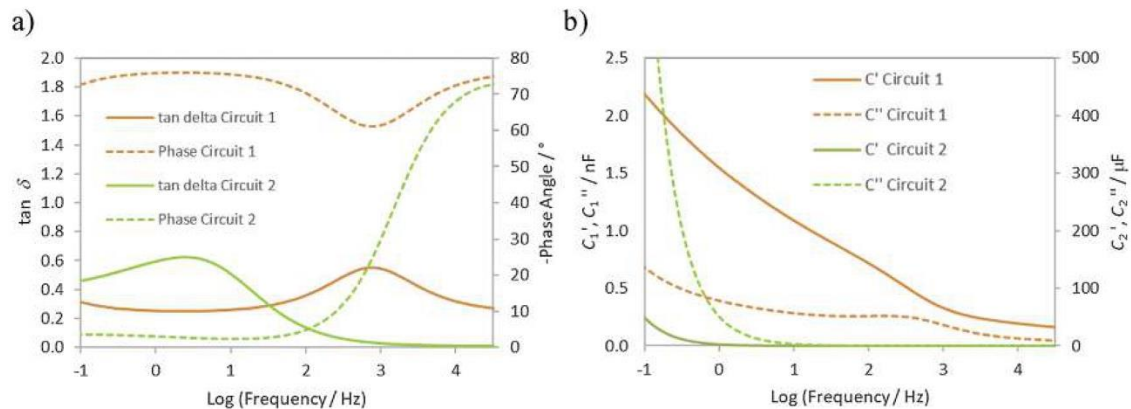 a)
2.0
1.8
1.6
1.4
1.2
1.0
0.8
0.6
0.4
0.2
0.0
tan δ
tan delta Circuit 1
Phase Circuit 1
tan delta Circuit 2
Phase Circuit 2
80
70
60
50
40
30
20
10
0
-Phase Angle / °
-1 0 1 2 3 4
Log (Frequency / Hz)
b)
2.5
2.0
1.5
1.0
0.5
0.0
C₁', C₁'' / nF
C' Circuit 1
C'' Circuit 1
C' Circuit 2
C'' Circuit 2
500
400
300
200
100
0
C₂', C₂'' / µF
-1 0 1 2 3 4
Log (Frequency / Hz)